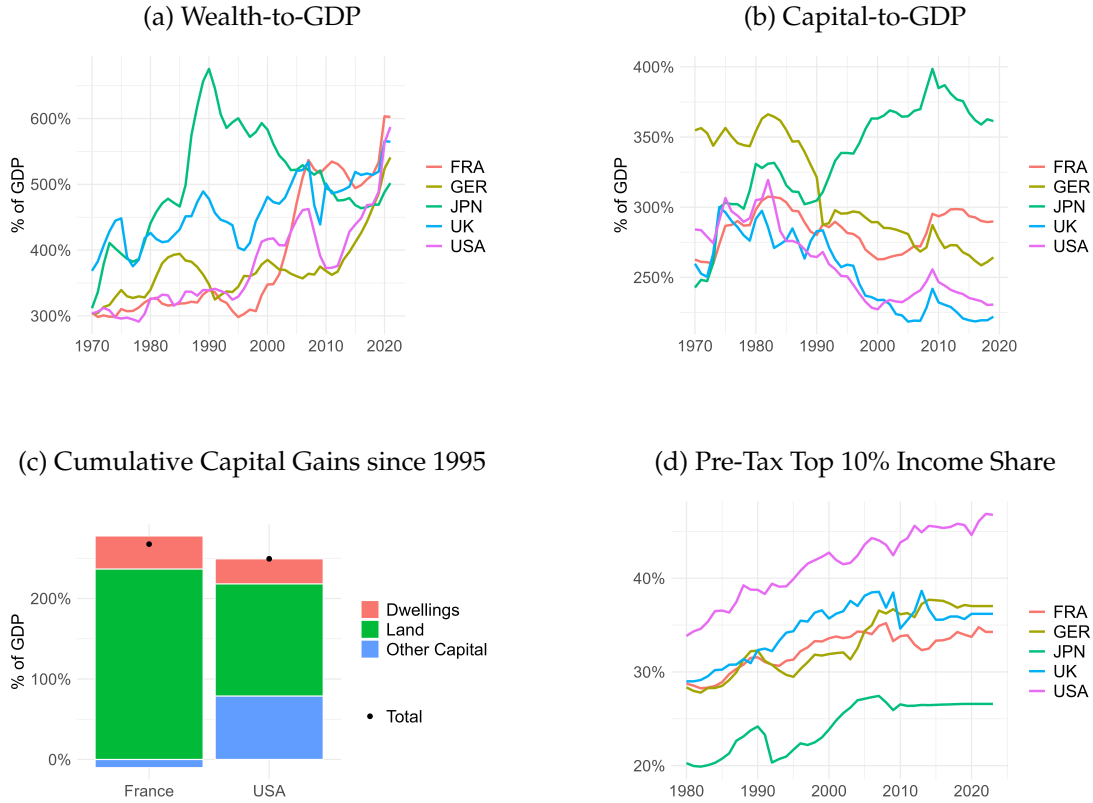 (a) Wealth-to-GDP
% of GDP
600%
500%
400%
300%
1970 1980 1990 2000 2010 2020
FRA
GER
JPN
UK
USA
(b) Capital-to-GDP
% of GDP
400%
350%
300%
250%
1970 1980 1990 2000 2010 2020
FRA
GER
JPN
UK
USA
(c) Cumulative Capital Gains since 1995
% of GDP
200%
100%
0%
France USA
Dwellings
Land
Other Capital
Total
(d) Pre-Tax Top 10% Income Share
40%
30%
20%
1980 1990 2000 2010 2020
FRA
GER
JPN
UK
USA